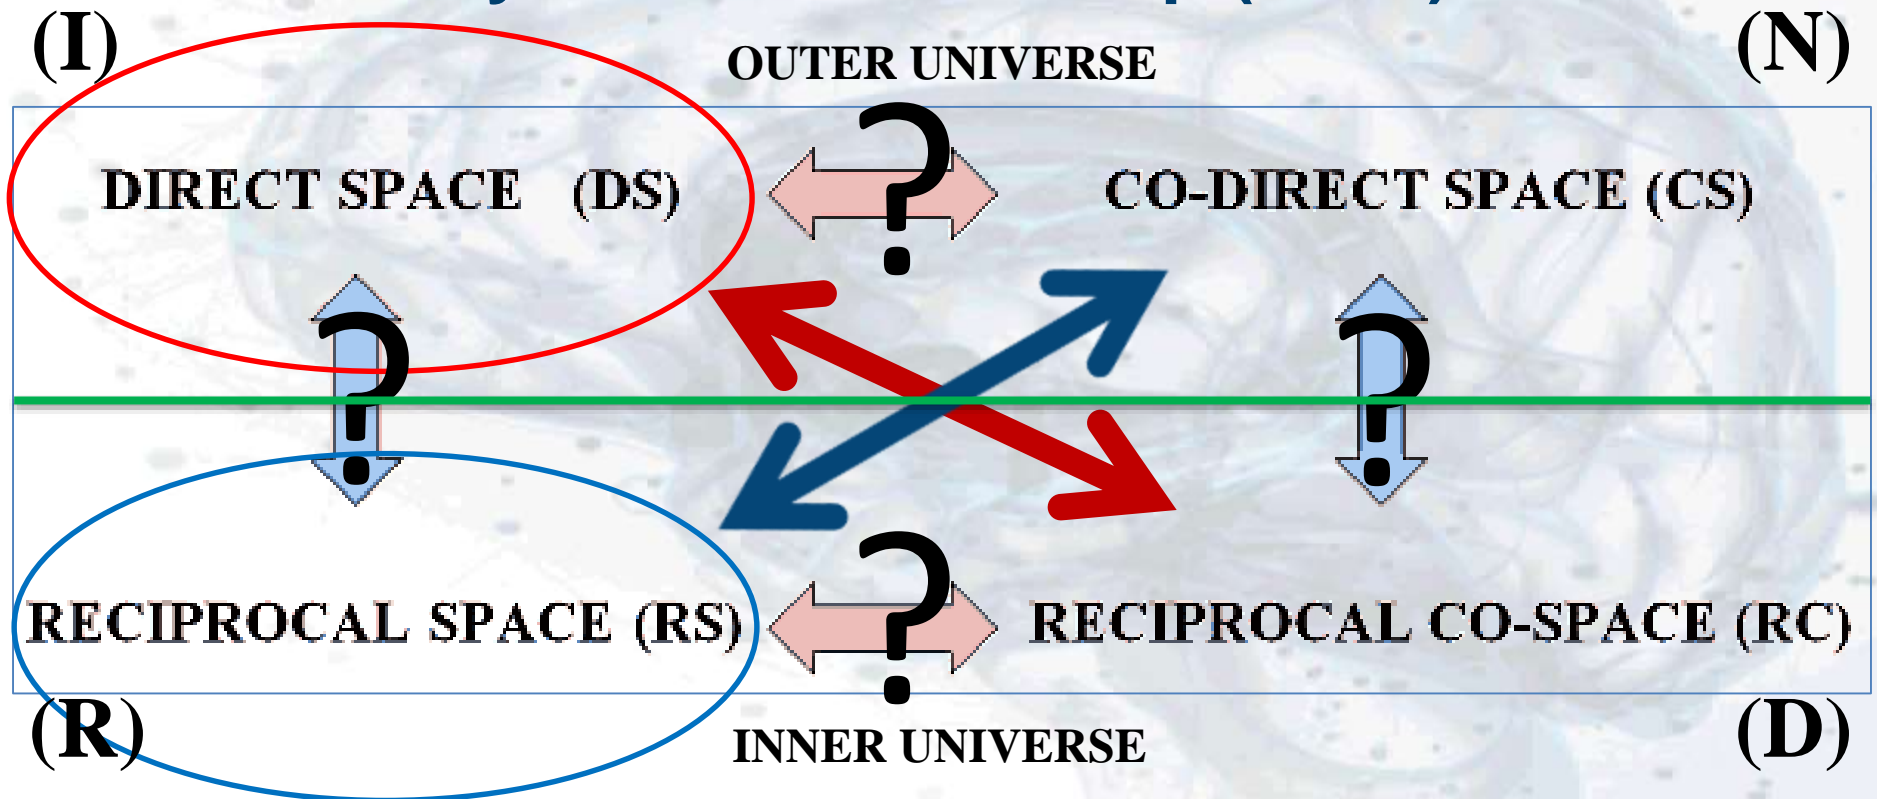 (I)
(N)
OUTER UNIVERSE
?
DIRECT SPACE (DS)
CO-DIRECT SPACE (CS)
?
?
?
RECIPROCAL SPACE (RS)
RECIPROCAL CO-SPACE (RC)
(R)
(D)
INNER UNIVERSE